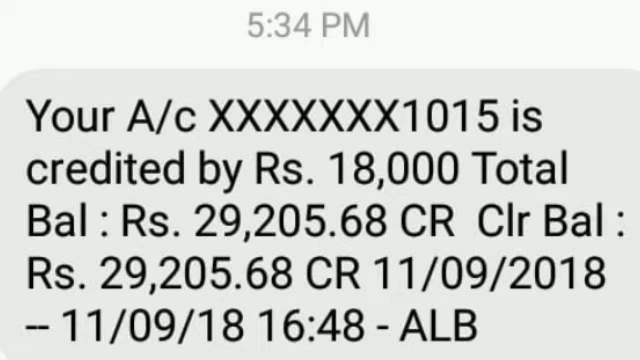 5:34 PM
Your A/c XXXXXXX1015 is
credited by Rs. 18,000 Total
Bal : Rs. 29,205.68 CR  Clr Bal :
Rs. 29,205.68 CR 11/09/2018
-- 11/09/18 16:48 - ALB